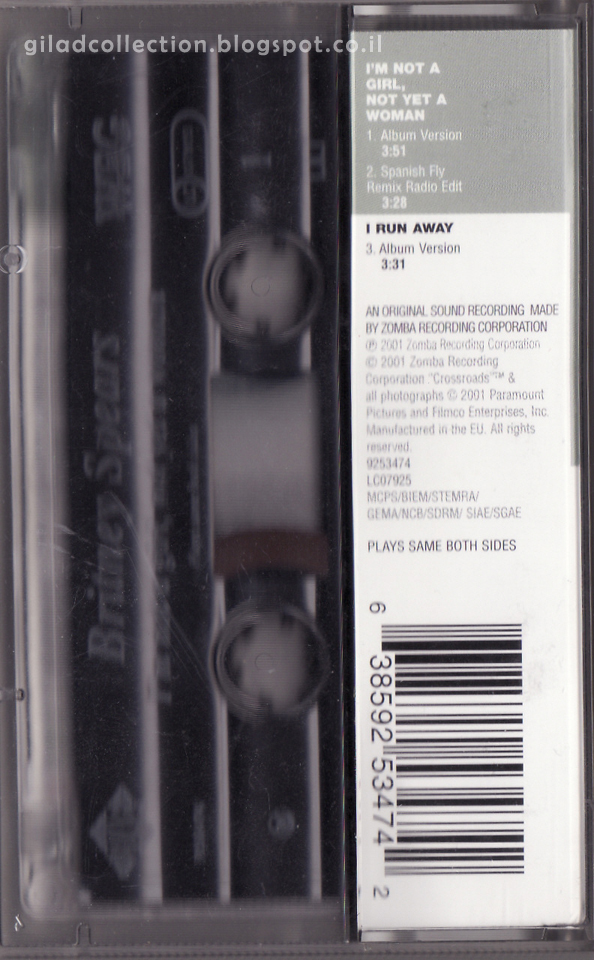 giladcollection.blogspot.co.il
I'M NOT A
GIRL,
NOT YET A
WOMAN
1. Album Version
3:51
2. Spanish Fly
Remix Radio Edit
3:28
I RUN AWAY
3. Album Version
3:31
AN ORIGINAL SOUND RECORDING MADE
BY ZOMBA RECORDING CORPORATION
℗ 2001 Zomba Recording Corporation
© 2001 Zomba Recording
Corporation "Crossroads"™ &
all photographs © 2001 Paramount
Pictures and Filmco Enterprises, Inc.
Manufactured in the EU. All rights
reserved.
9253474
LC07925
MCPS/BIEM/STEMRA/
GEMA/NCB/SDRM/ SIAE/SGAE
PLAYS SAME BOTH SIDES
6 38592 53474 2
Britney Spears
1